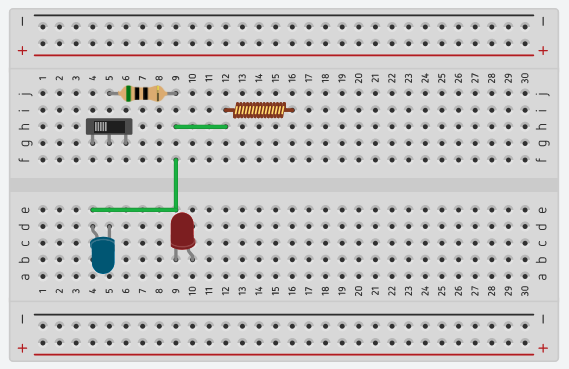 − −
+ +
1 2 3 4 5 6 7 8 9 10 11 12 13 14 15 16 17 18 19 20 21 22 23 24 25 26 27 28 29 30
j j
i i
h h
g g
f f
e e
d d
c c
b b
a a
1 2 3 4 5 6 7 8 9 10 11 12 13 14 15 16 17 18 19 20 21 22 23 24 25 26 27 28 29 30
− −
+ +